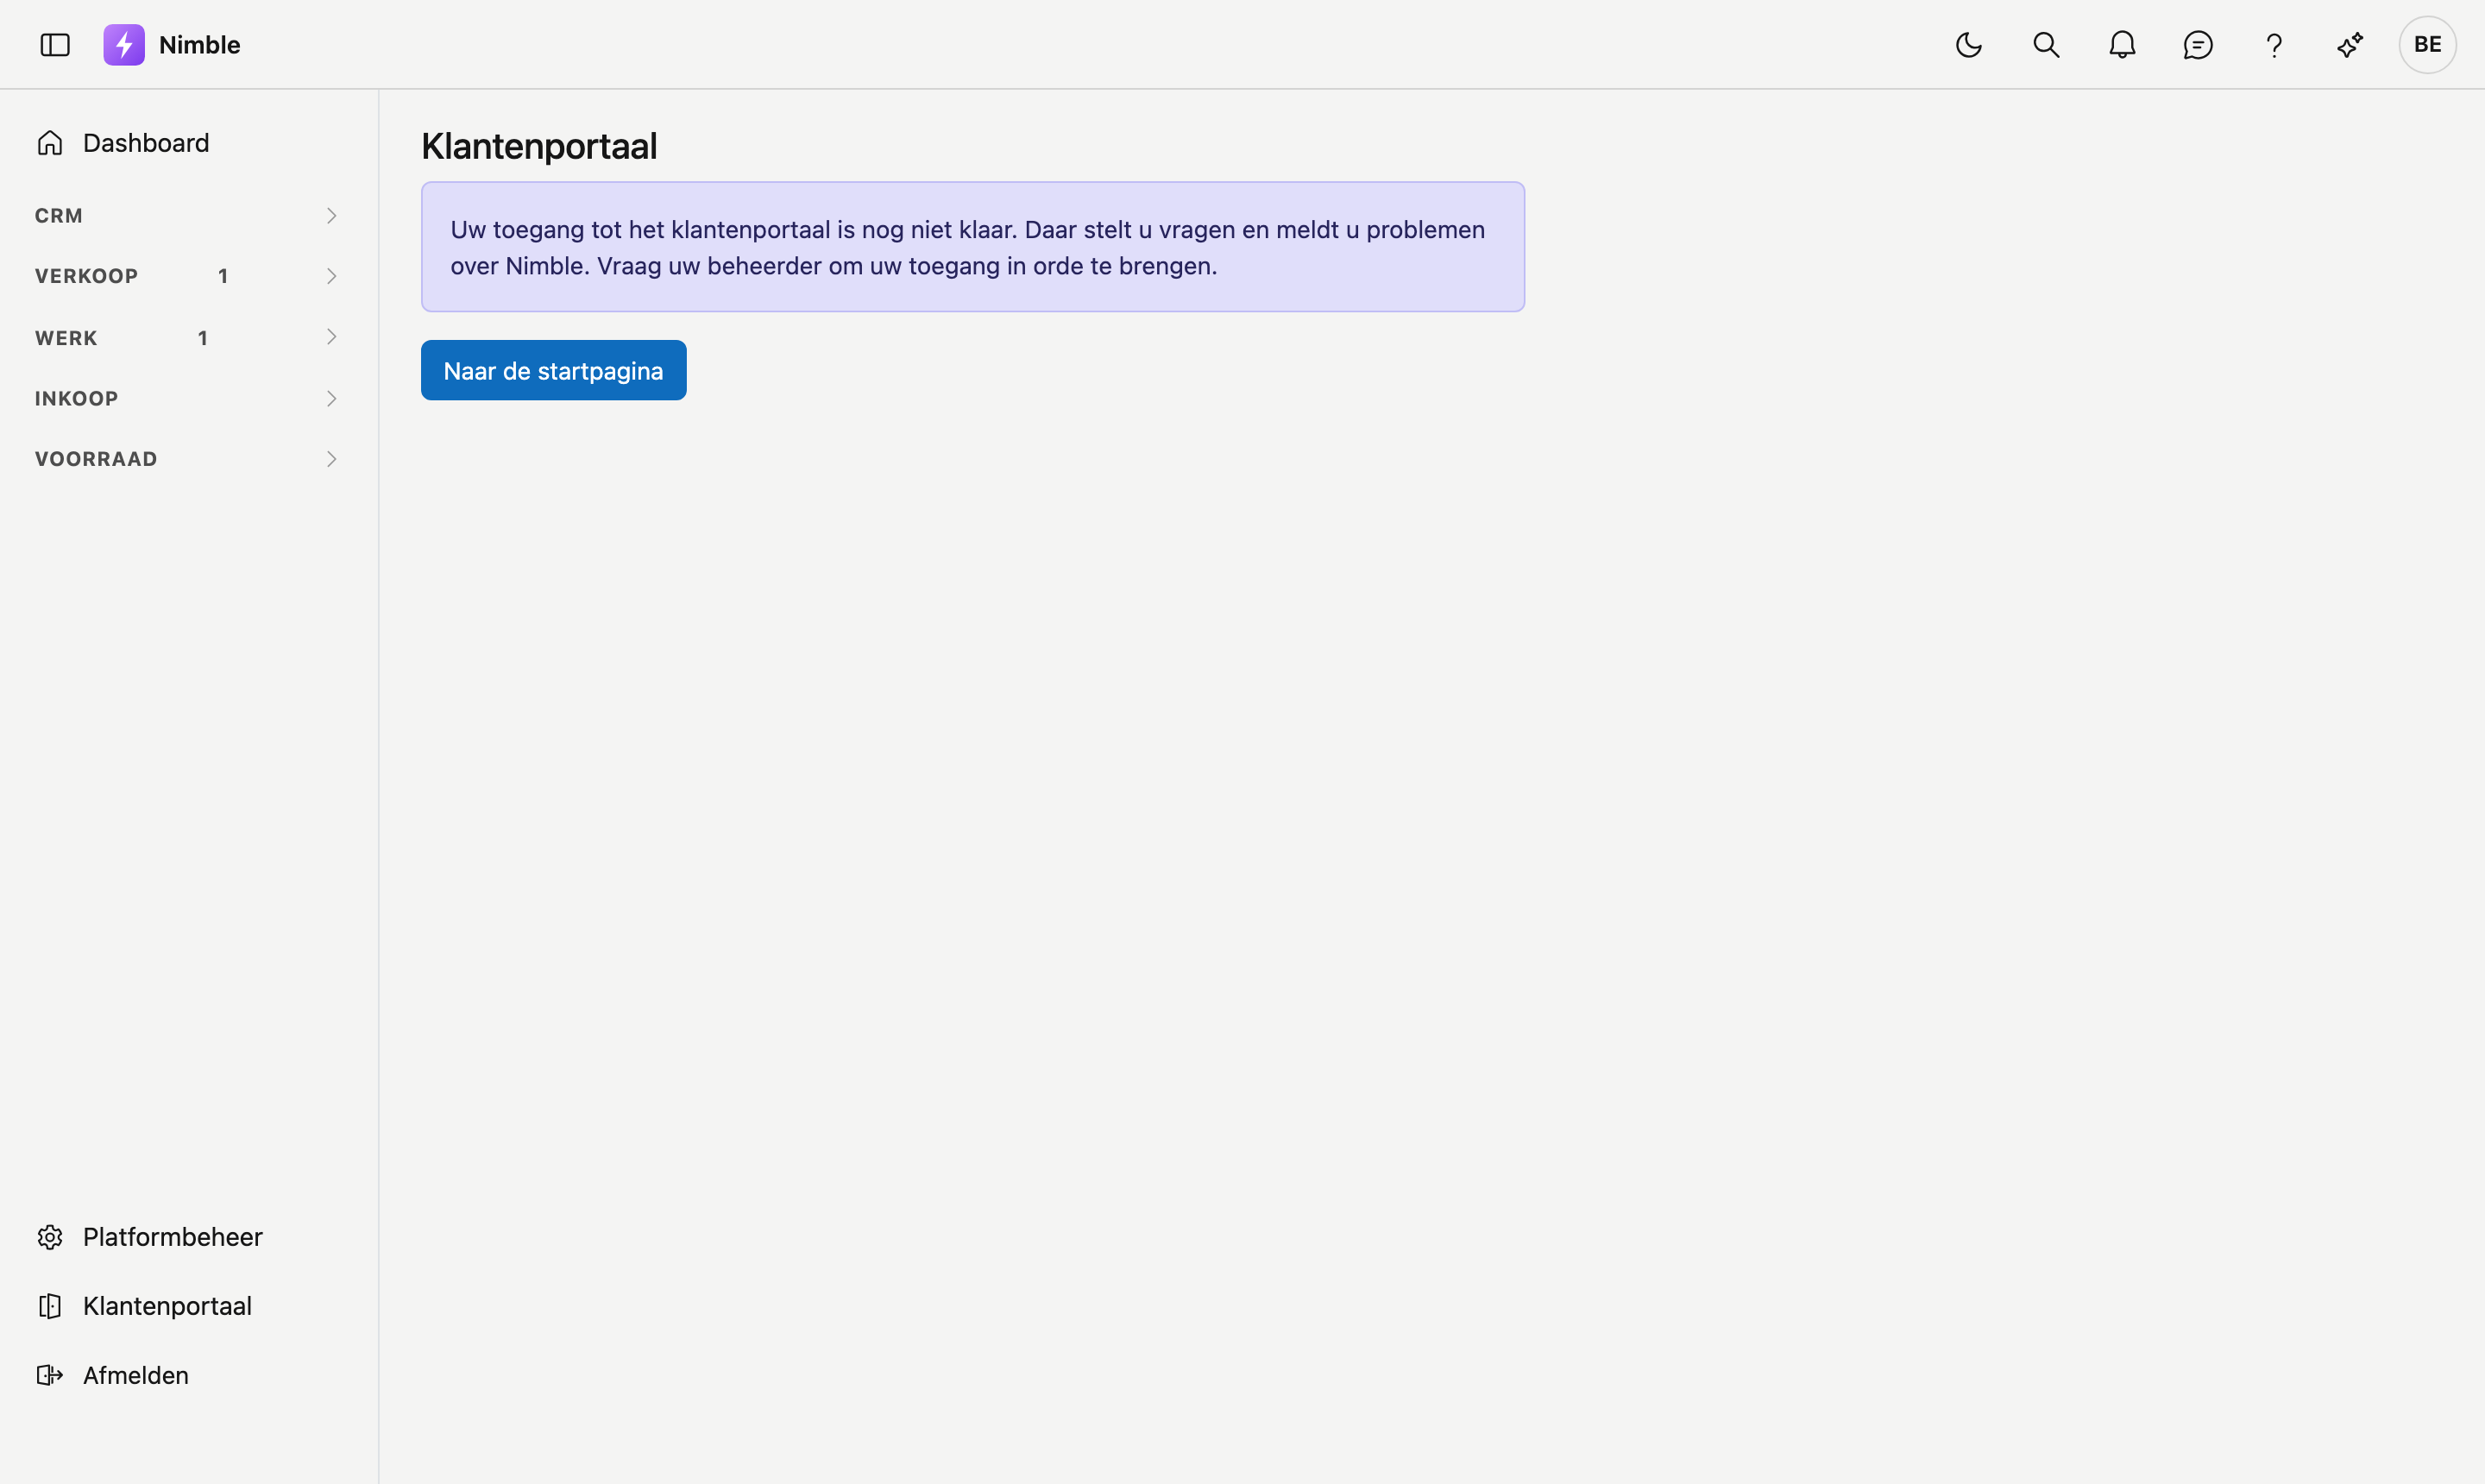 Nimble
BE
Dashboard
CRM
VERKOOP 1
WERK 1
INKOOP
VOORRAAD
Platformbeheer
Klantenportaal
Afmelden
Klantenportaal
Uw toegang tot het klantenportaal is nog niet klaar. Daar stelt u vragen en meldt u problemen
over Nimble. Vraag uw beheerder om uw toegang in orde te brengen.
Naar de startpagina